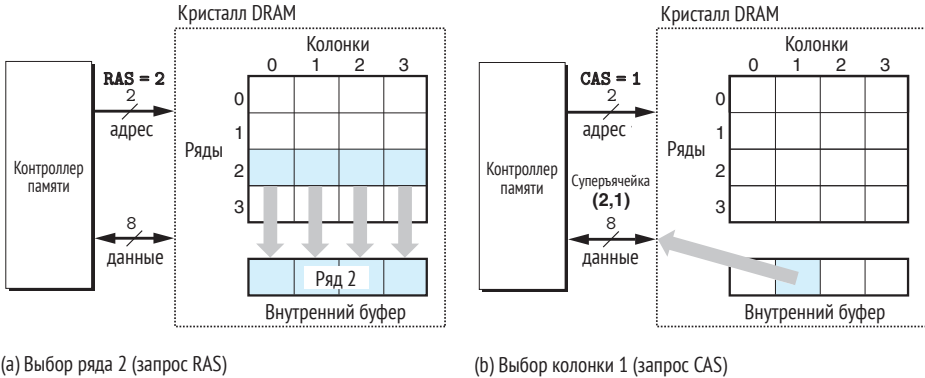 Кристалл DRAM
Колонки
0 1 2 3
RAS = 2
2
адрес
Контроллер
памяти
Ряды
0
1
2
3
8
данные
Ряд 2
Внутренний буфер
(a) Выбор ряда 2 (запрос RAS)
Кристалл DRAM
Колонки
0 1 2 3
CAS = 1
2
адрес
Контроллер
памяти
Ряды
0
1
2
3
Суперъячейка
(2,1)
8
данные
Внутренний буфер
(b) Выбор колонки 1 (запрос CAS)